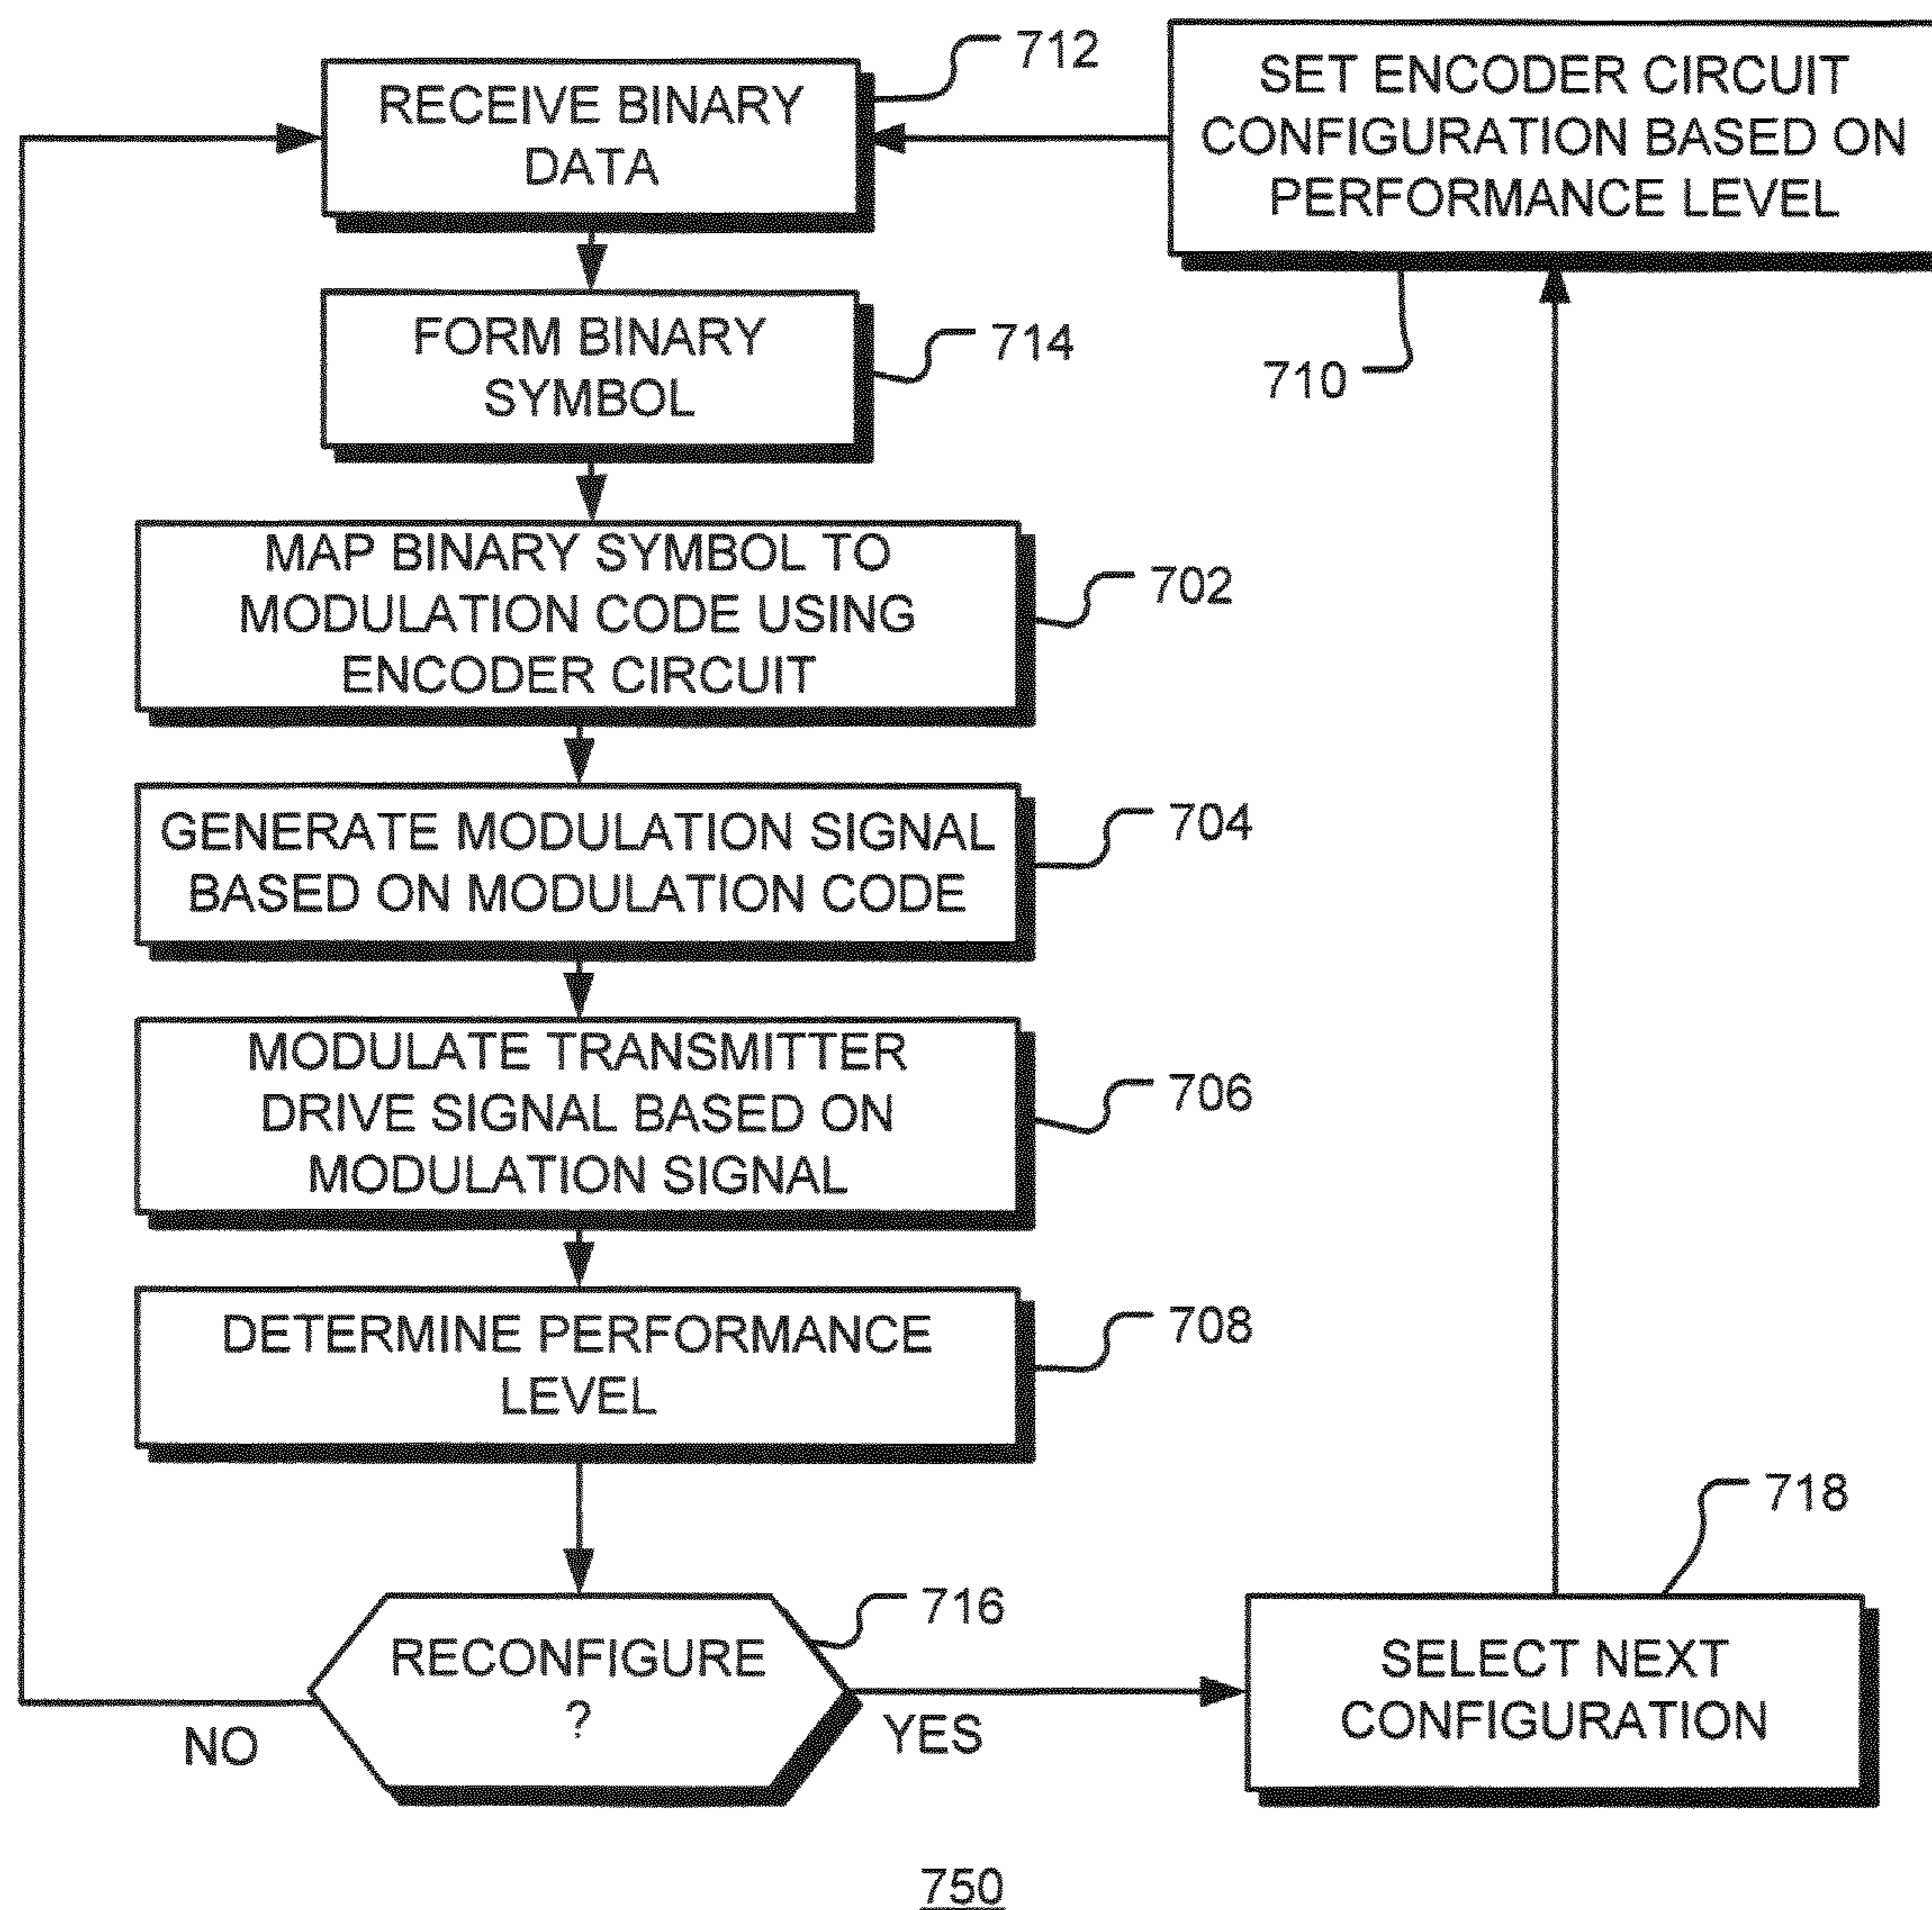 712
RECEIVE BINARY
DATA
SET ENCODER CIRCUIT
CONFIGURATION BASED ON
PERFORMANCE LEVEL
710
FORM BINARY
SYMBOL
714
MAP BINARY SYMBOL TO
MODULATION CODE USING
ENCODER CIRCUIT
702
GENERATE MODULATION SIGNAL
BASED ON MODULATION CODE
704
MODULATE TRANSMITTER
DRIVE SIGNAL BASED ON
MODULATION SIGNAL
706
DETERMINE PERFORMANCE
LEVEL
708
RECONFIGURE
?
716
NO
YES
718
SELECT NEXT
CONFIGURATION
750